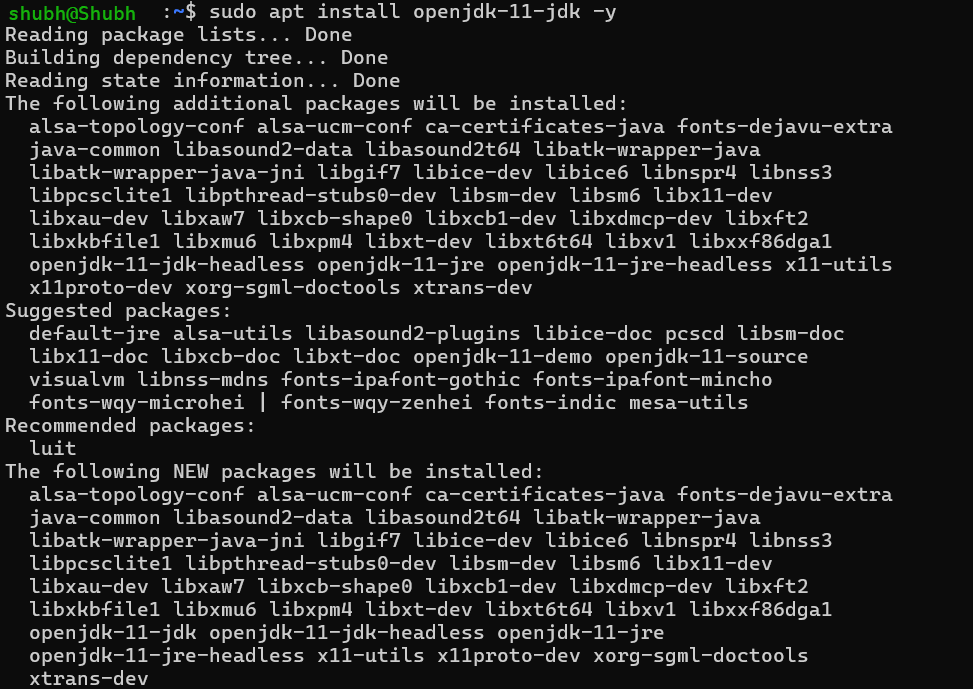 shubh@Shubh  :~$ sudo apt install openjdk-11-jdk -y
Reading package lists... Done
Building dependency tree... Done
Reading state information... Done
The following additional packages will be installed:
  alsa-topology-conf alsa-ucm-conf ca-certificates-java fonts-dejavu-extra
  java-common libasound2-data libasound2t64 libatk-wrapper-java
  libatk-wrapper-java-jni libgif7 libice-dev libice6 libnspr4 libnss3
  libpcsclite1 libpthread-stubs0-dev libsm-dev libsm6 libx11-dev
  libxau-dev libxaw7 libxcb-shape0 libxcb1-dev libxdmcp-dev libxft2
  libxkbfile1 libxmu6 libxpm4 libxt-dev libxt6t64 libxv1 libxxf86dga1
  openjdk-11-jdk-headless openjdk-11-jre openjdk-11-jre-headless x11-utils
  x11proto-dev xorg-sgml-doctools xtrans-dev
Suggested packages:
  default-jre alsa-utils libasound2-plugins libice-doc pcscd libsm-doc
  libx11-doc libxcb-doc libxt-doc openjdk-11-demo openjdk-11-source
  visualvm libnss-mdns fonts-ipafont-gothic fonts-ipafont-mincho
  fonts-wqy-microhei | fonts-wqy-zenhei fonts-indic mesa-utils
Recommended packages:
  luit
The following NEW packages will be installed:
  alsa-topology-conf alsa-ucm-conf ca-certificates-java fonts-dejavu-extra
  java-common libasound2-data libasound2t64 libatk-wrapper-java
  libatk-wrapper-java-jni libgif7 libice-dev libice6 libnspr4 libnss3
  libpcsclite1 libpthread-stubs0-dev libsm-dev libsm6 libx11-dev
  libxau-dev libxaw7 libxcb-shape0 libxcb1-dev libxdmcp-dev libxft2
  libxkbfile1 libxmu6 libxpm4 libxt-dev libxt6t64 libxv1 libxxf86dga1
  openjdk-11-jdk openjdk-11-jdk-headless openjdk-11-jre
  openjdk-11-jre-headless x11-utils x11proto-dev xorg-sgml-doctools
  xtrans-dev